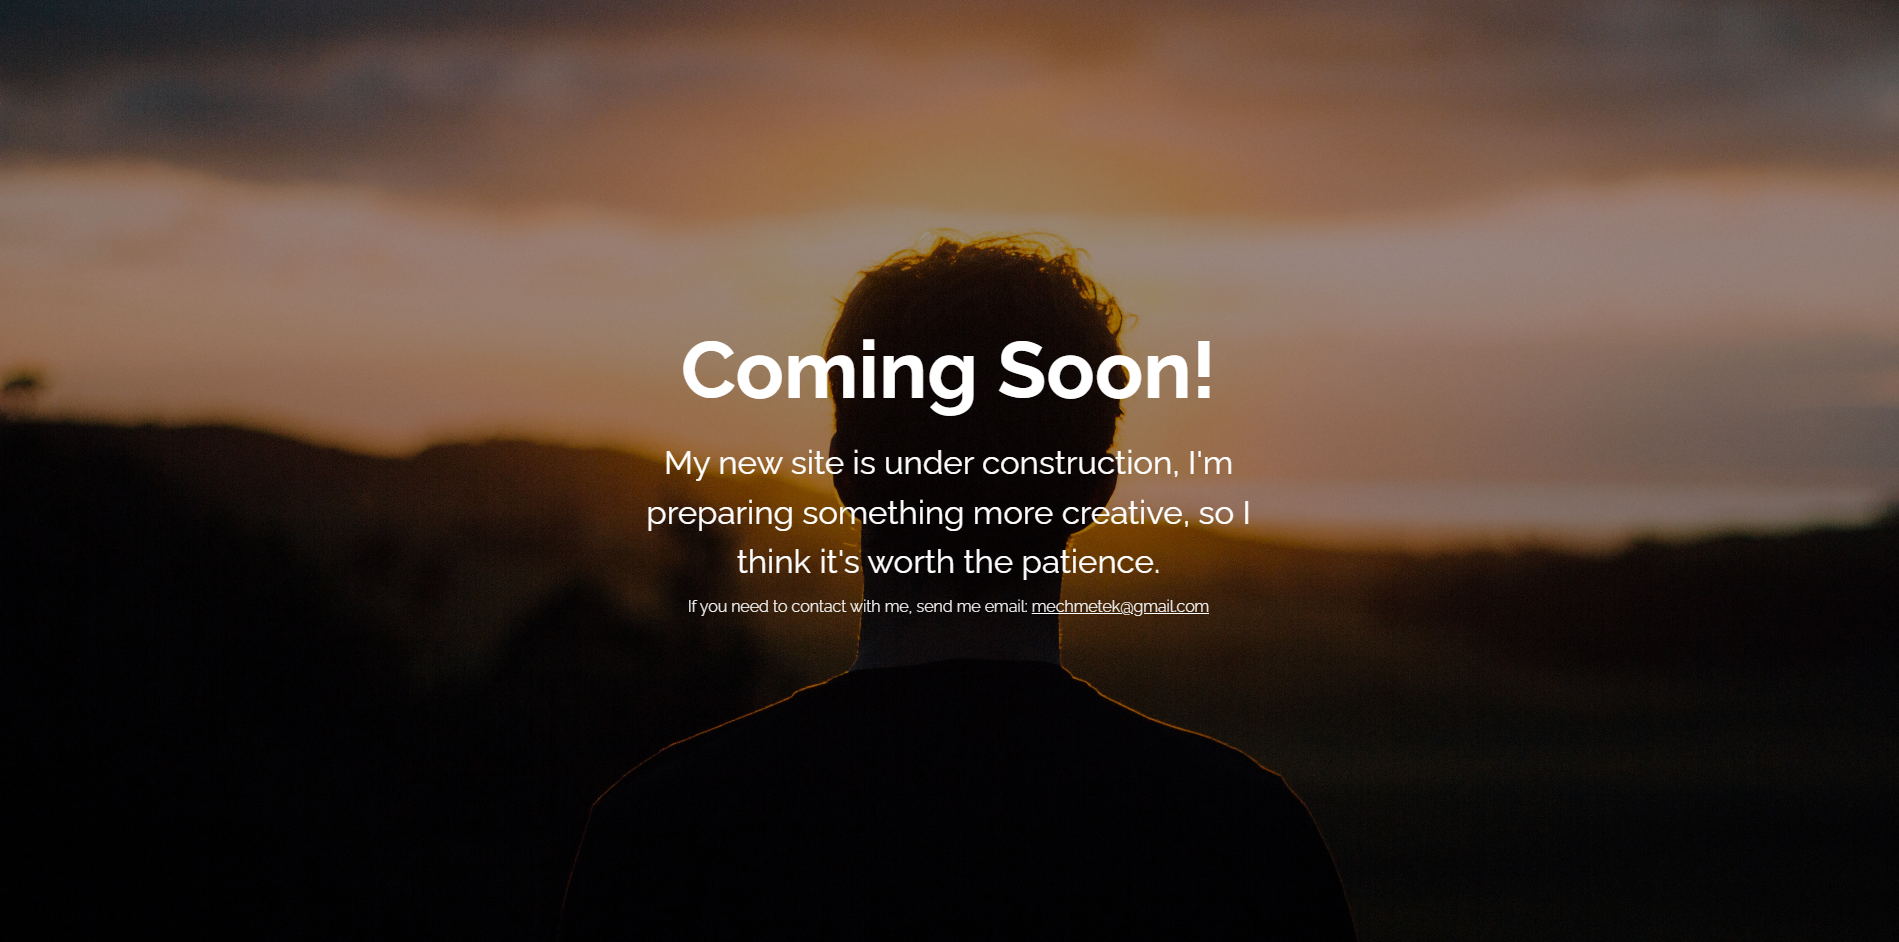 Coming Soon!
My new site is under construction, I'm
preparing something more creative, so I
think it's worth the patience.
If you need to contact with me, send me email: mechmetek@gmail.com